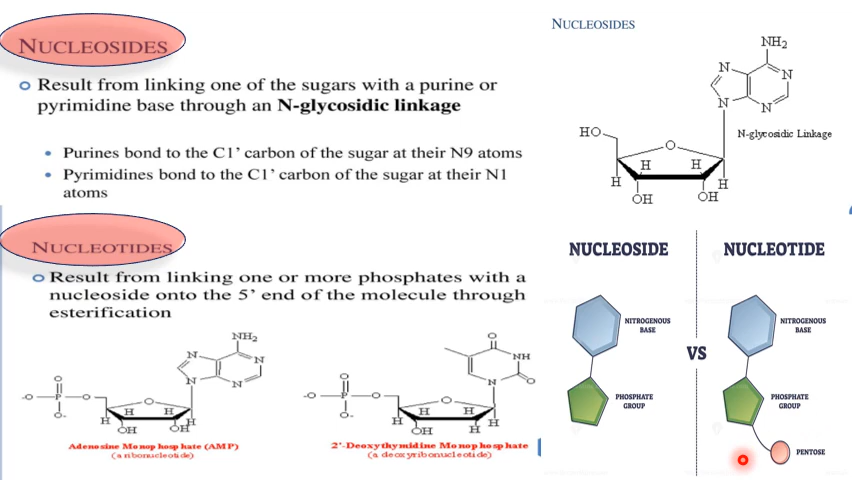 NUCLEOSIDES
Result from linking one of the sugars with a purine or
pyrimidine base through an N-glycosidic linkage
Purines bond to the C1' carbon of the sugar at their N9 atoms
Pyrimidines bond to the C1' carbon of the sugar at their N1
atoms
NUCLEOTIDES
Result from linking one or more phosphates with a
nucleoside onto the 5' end of the molecule through
esterification
NH2
N
N
N
N
-O
P
O
O
O-
O
H
H
H
H
OH
OH
Adenosine Monophosphate (AMP)
(a ribonucleotide)
O
NH
N
O
-O
P
O
O
O-
O
H
H
H
H
OH
H
2'-Deoxythymidine Monophosphate
(a deoxyribonucleotide)
NUCLEOSIDES
NH2
N
N
N
N
N-glycosidic Linkage
HO
O
H
H
H
H
OH
OH
NUCLEOSIDE
NUCLEOTIDE
NITROGENOUS
BASE
PHOSPHATE
GROUP
VS
NITROGENOUS
BASE
PHOSPHATE
GROUP
PENTOSE